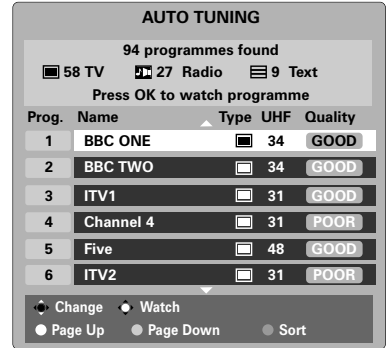 AUTO TUNING
94 programmes found
58 TV 27 Radio 9 Text
Press OK to watch programme
Prog. Name Type UHF Quality
1 BBC ONE 34 GOOD
2 BBC TWO 34 GOOD
3 ITV1 31 GOOD
4 Channel 4 31 POOR
5 Five 48 GOOD
6 ITV2 31 POOR
Change Watch
Page Up Page Down Sort